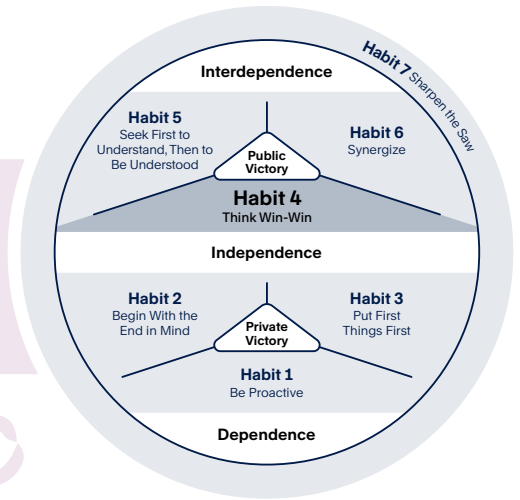 Habit 7 Sharpen the Saw
Interdependence
Habit 5
Seek First to
Understand, Then to
Be Understood
Habit 6
Synergize
Public
Victory
Habit 4
Think Win-Win
Independence
Habit 2
Begin With the
End in Mind
Habit 3
Put First
Things First
Private
Victory
Habit 1
Be Proactive
Dependence